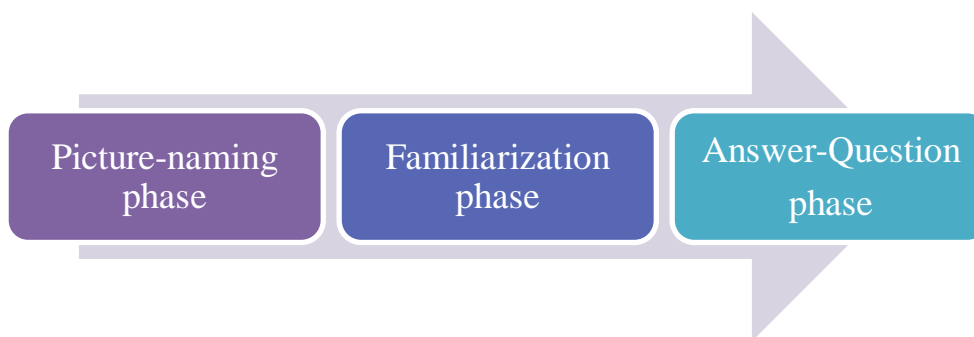 Picture-naming
phase
Familiarization
phase
Answer-Question
phase